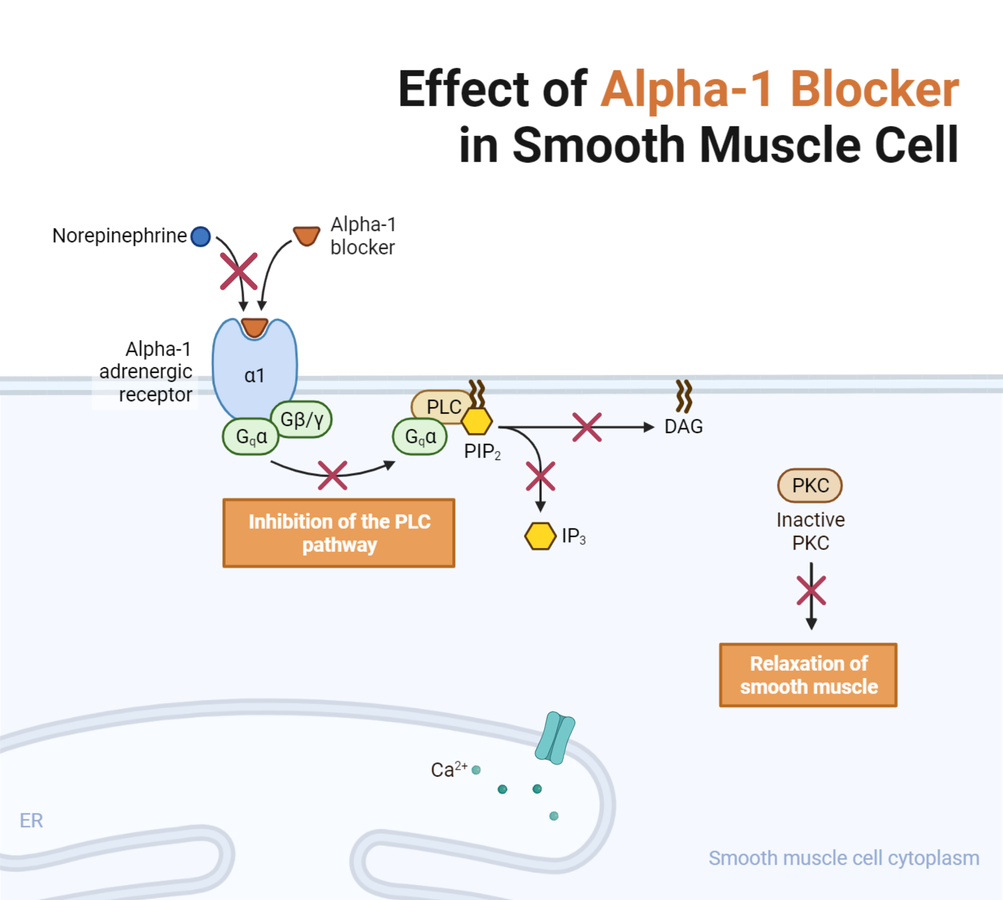 Effect of Alpha-1 Blocker
in Smooth Muscle Cell
Norepinephrine
Alpha-1
blocker
Alpha-1
adrenergic
receptor
α1
Gβ/γ
Gqα
PLC
Gqα
PIP₂
DAG
Inhibition of the PLC
pathway
IP₃
PKC
Inactive
PKC
Relaxation of
smooth muscle
Ca²⁺
ER
Smooth muscle cell cytoplasm